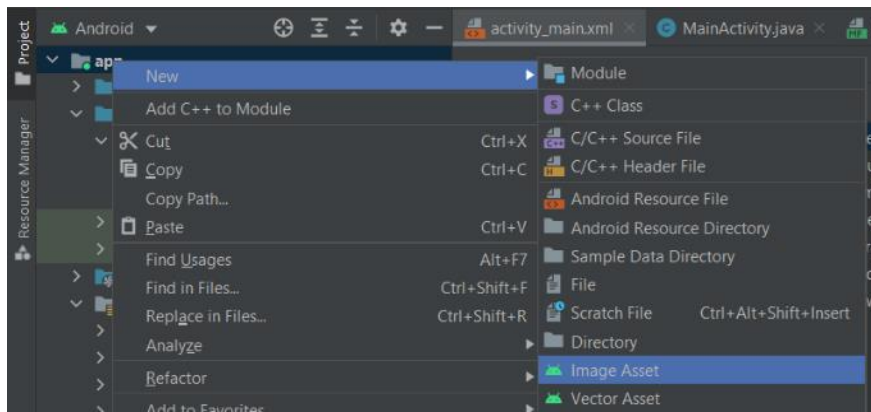 Project
Resource Manager
Android
activity_main.xml
MainActivity.java
app
New
Add C++ to Module
Cut Ctrl+X
Copy Ctrl+C
Copy Path...
Paste Ctrl+V
Find Usages Alt+F7
Find in Files... Ctrl+Shift+F
Replace in Files... Ctrl+Shift+R
Analyze
Refactor
Add to Favorites
Module
S C++ Class
C/C++ Source File
C/C++ Header File
Android Resource File
Android Resource Directory
Sample Data Directory
File
Scratch File Ctrl+Alt+Shift+Insert
Directory
Image Asset
Vector Asset